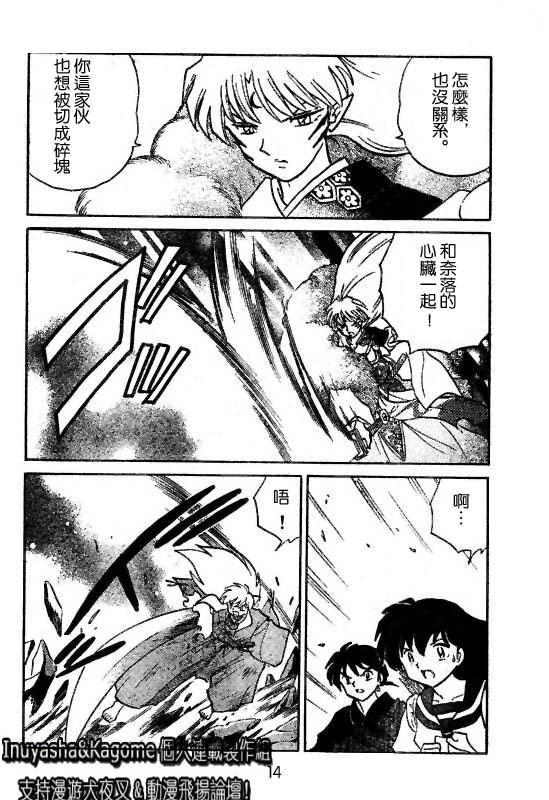 怎麼樣,
也沒關系。
你這家伙
也想被切成碎塊
和奈落的
心臟一起！
啊…
唔！
14
Inuyasha&Kagome 個人連載製作組
支持漫遊犬夜叉&動漫飛揚論壇！